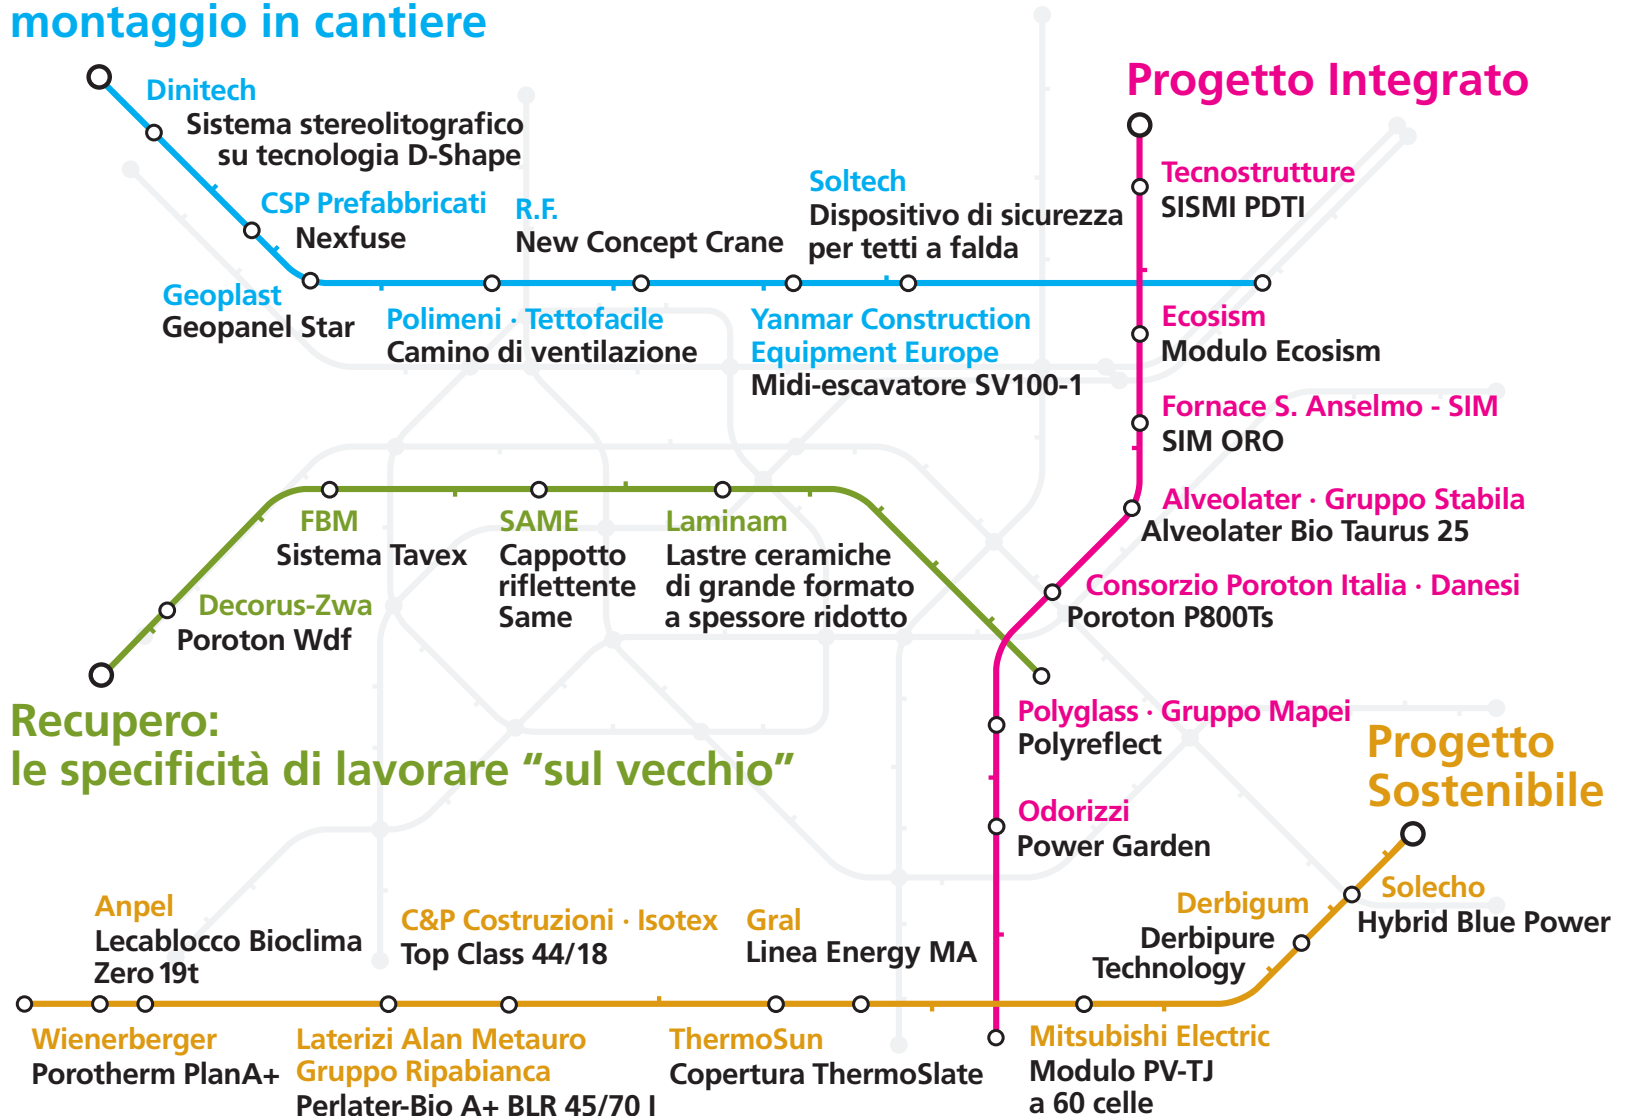 montaggio in cantiere
Dinitech
Sistema stereolitografico
su tecnologia D-Shape
CSP Prefabbricati
Nexfuse
Geoplast
Geopanel Star
R.F.
New Concept Crane
Polimeni · Tettofacile
Camino di ventilazione
Soltech
Dispositivo di sicurezza
per tetti a falda
Yanmar Construction
Equipment Europe
Midi-escavatore SV100-1
Progetto Integrato
Tecnostrutture
SISMI PDTI
Ecosism
Modulo Ecosism
Fornace S. Anselmo - SIM
SIM ORO
Alveolater · Gruppo Stabila
Alveolater Bio Taurus 25
Consorzio Poroton Italia · Danesi
Poroton P800Ts
Polyglass · Gruppo Mapei
Polyreflect
Odorizzi
Power Garden
FBM
Sistema Tavex
SAME
Cappotto
riflettente
Same
Laminam
Lastre ceramiche
di grande formato
a spessore ridotto
Decorus-Zwa
Poroton Wdf
Recupero:
le specificità di lavorare “sul vecchio”
Progetto
Sostenibile
Solecho
Hybrid Blue Power
Derbigum
Derbipure
Technology
Anpel
Lecablocco Bioclima
Zero 19t
C&P Costruzioni · Isotex
Top Class 44/18
Gral
Linea Energy MA
Wienerberger
Porotherm PlanA+
Laterizi Alan Metauro
Gruppo Ripabianca
Perlater-Bio A+ BLR 45/70 I
ThermoSun
Copertura ThermoSlate
Mitsubishi Electric
Modulo PV-TJ
a 60 celle